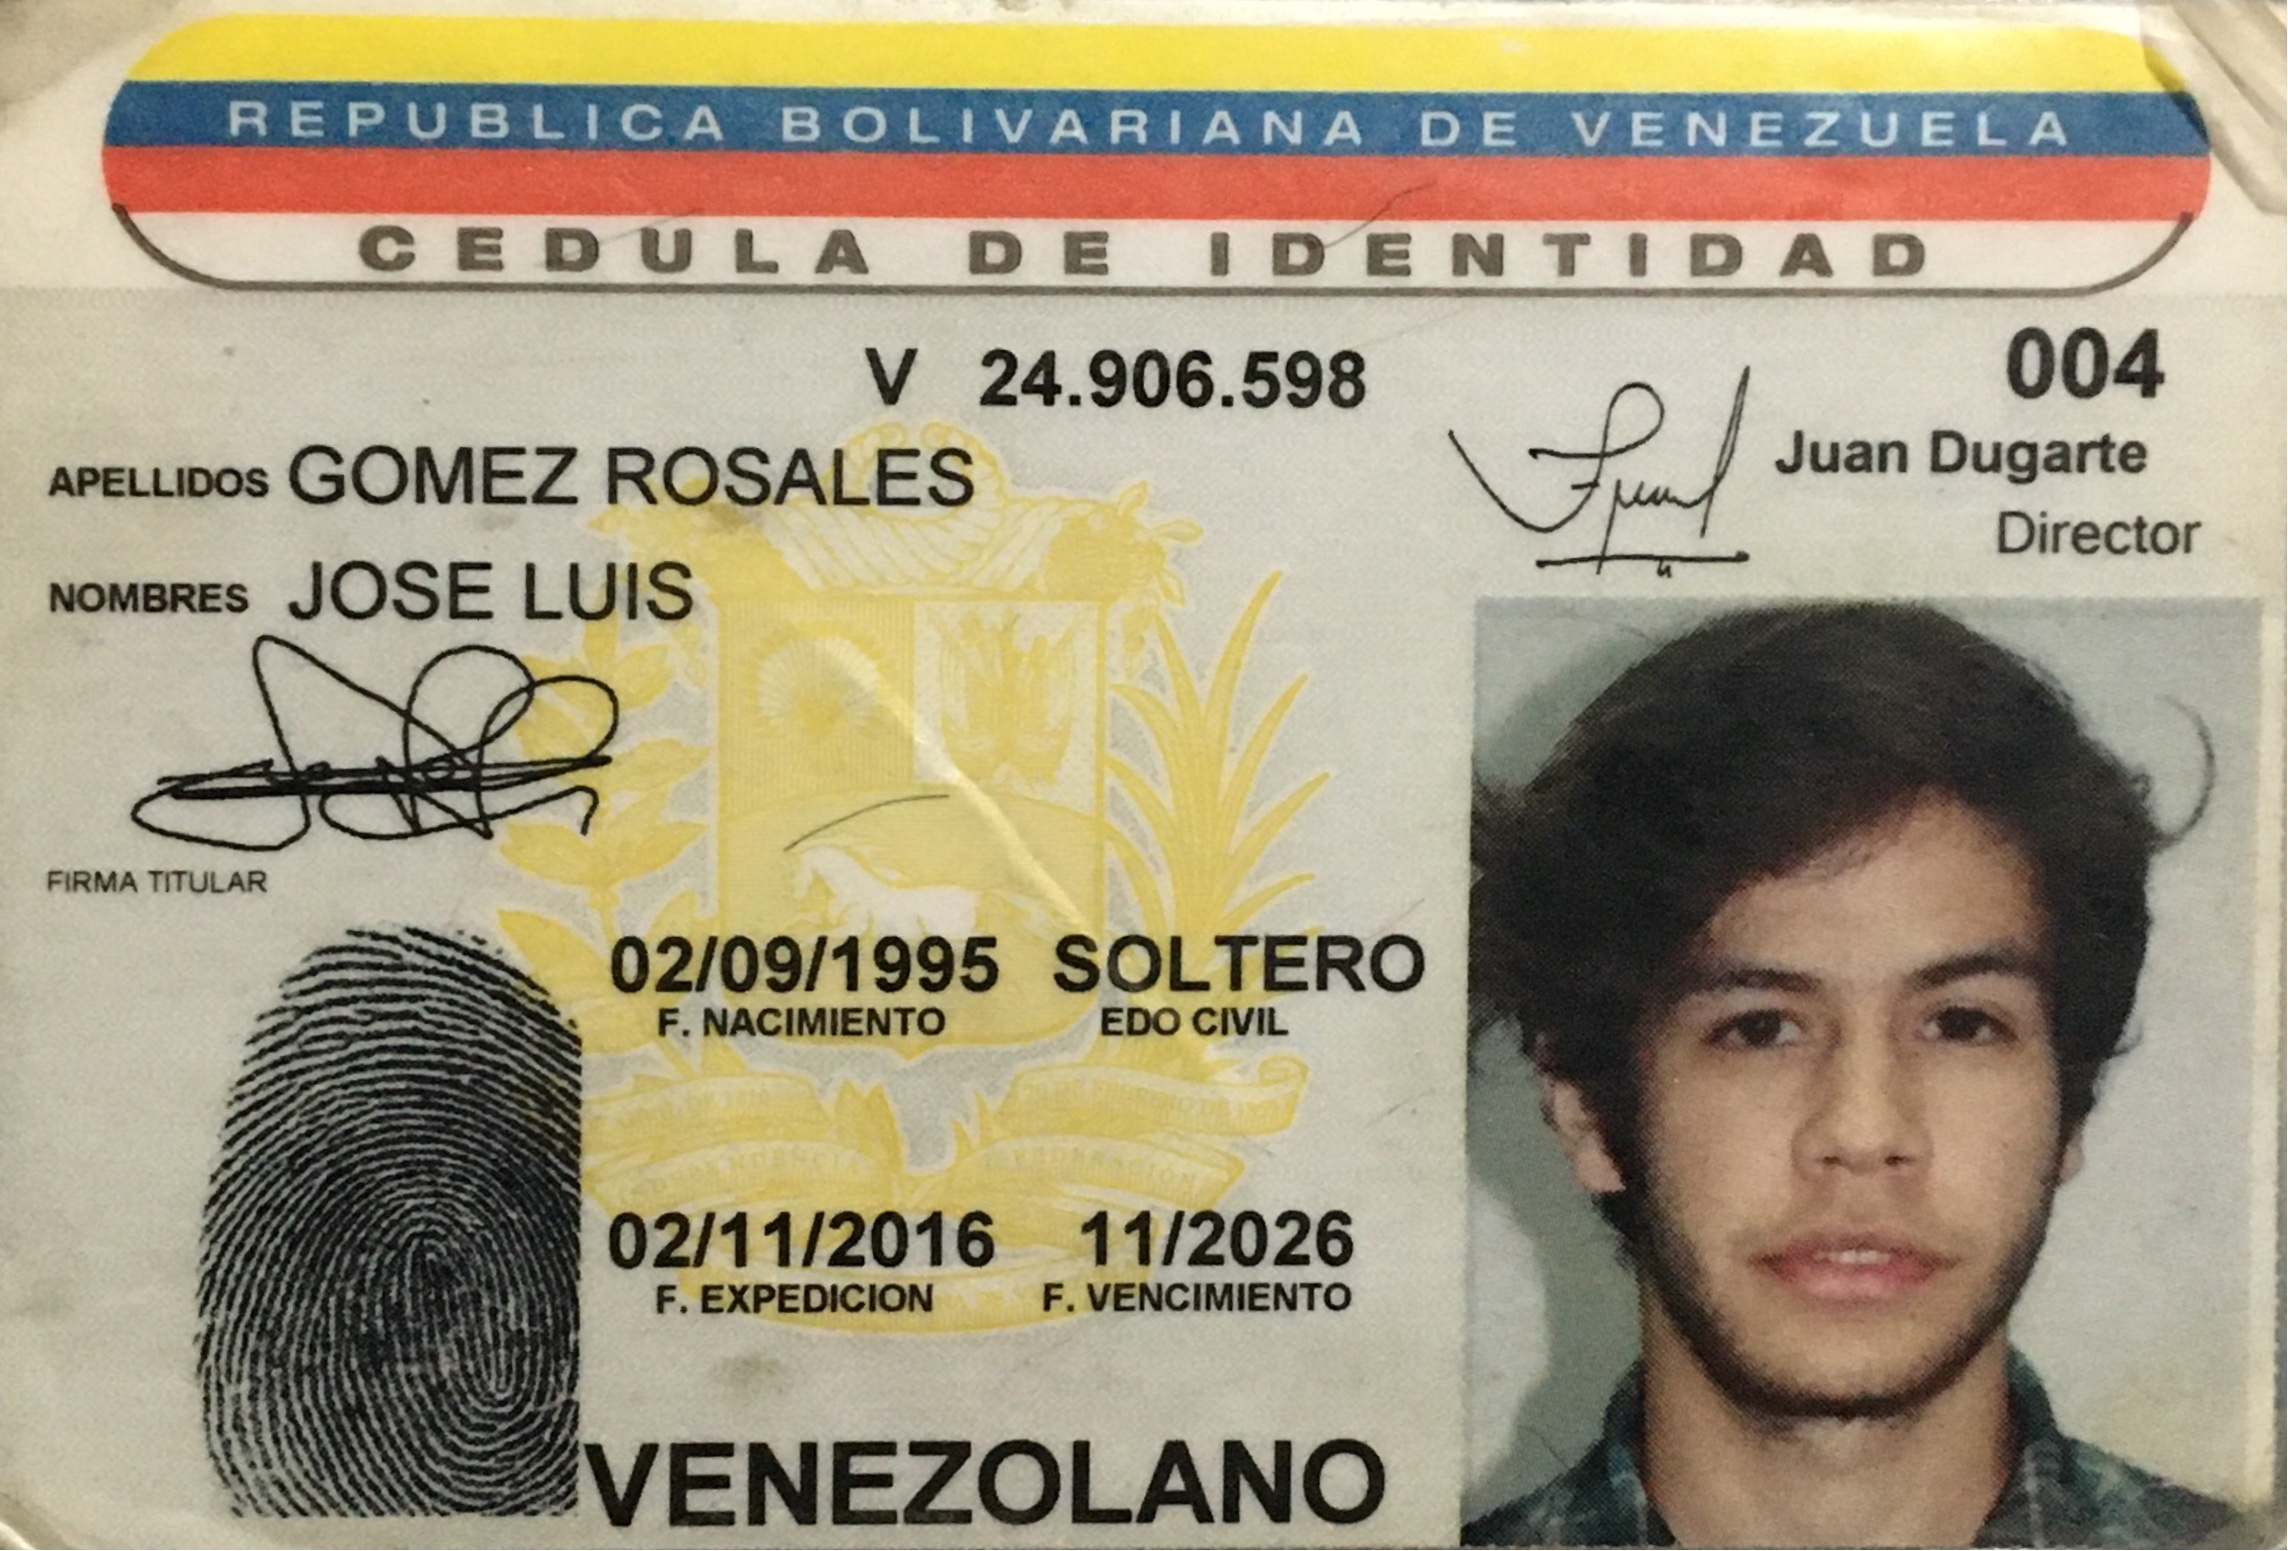 REPUBLICA BOLIVARIANA DE VENEZUELA
CEDULA DE IDENTIDAD
V 24.906.598
004
Juan Dugarte
Director
APELLIDOS GOMEZ ROSALES
NOMBRES JOSE LUIS
FIRMA TITULAR
02/09/1995 SOLTERO
F. NACIMIENTO EDO CIVIL
02/11/2016 11/2026
F. EXPEDICION F. VENCIMIENTO
VENEZOLANO